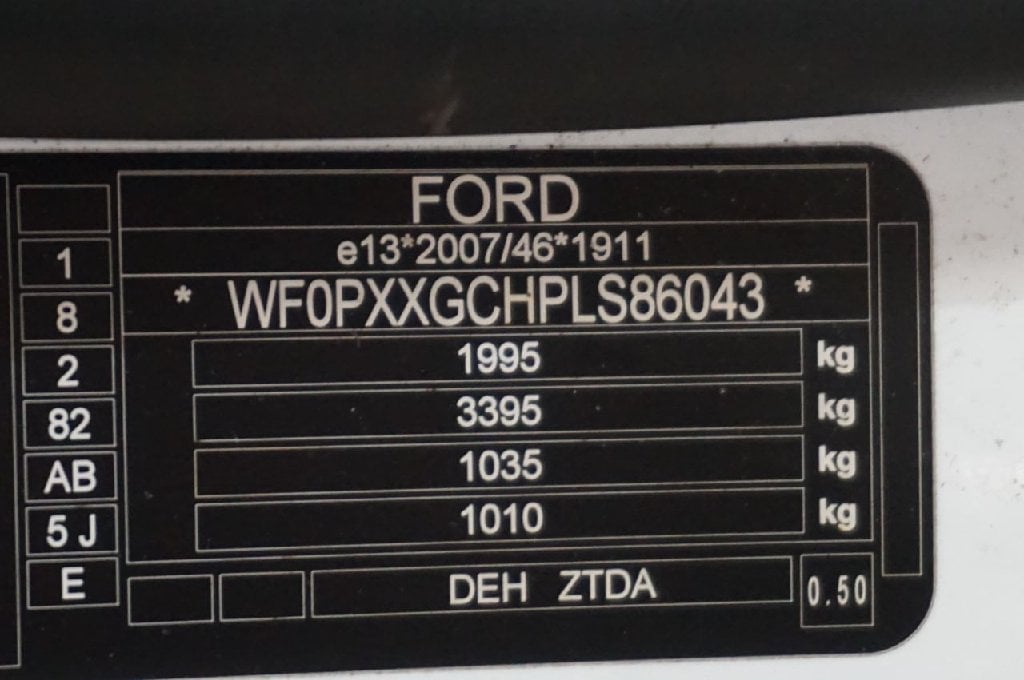 FORD
e13*2007/46*1911
* WF0PXXGCHPLS86043 *
1995 kg
3395 kg
1035 kg
1010 kg
1
8
2
82
AB
5 J
E
DEH ZTDA
0.50